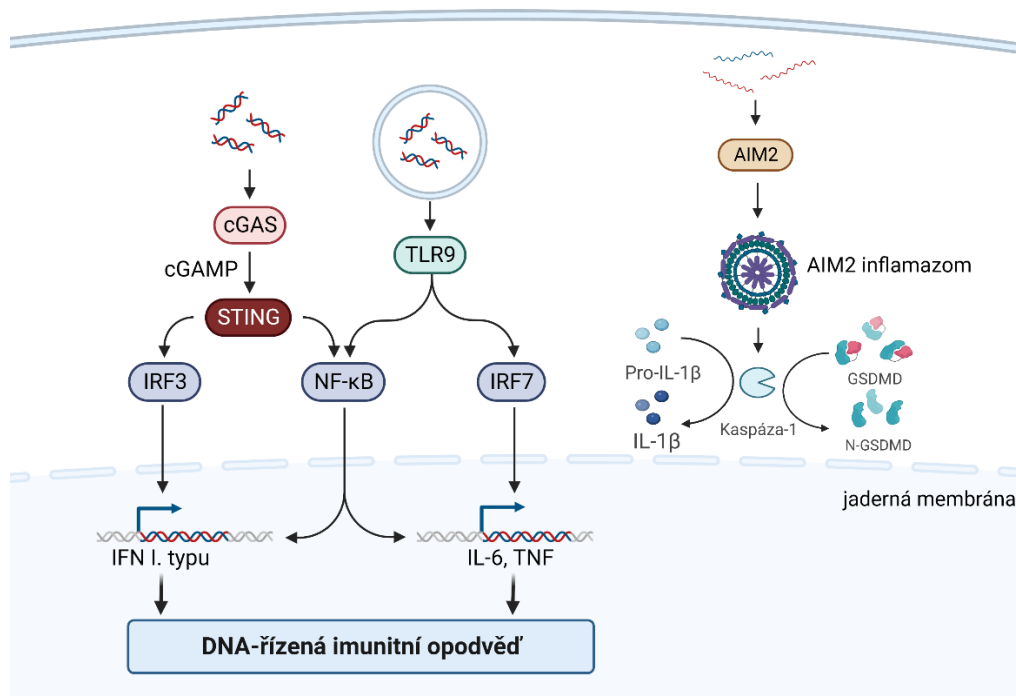 cGAS
cGAMP
STING
IRF3
NF-κB
TLR9
IRF7
IFN I. typu
IL-6, TNF
DNA-řízená imunitní opodvěď
AIM2
AIM2 inflamazom
Pro-IL-1β
IL-1β
Kaspáza-1
GSDMD
N-GSDMD
jaderná membrána